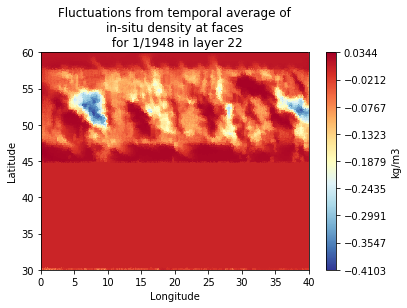 Fluctuations from temporal average of
in-situ density at faces
for 1/1948 in layer 22
60
55
50
45
40
35
30
Latitude
0 5 10 15 20 25 30 35 40
Longitude
0.0344
−0.0212
−0.0767
−0.1323
−0.1879
−0.2435
−0.2991
−0.3547
−0.4103
kg/m3